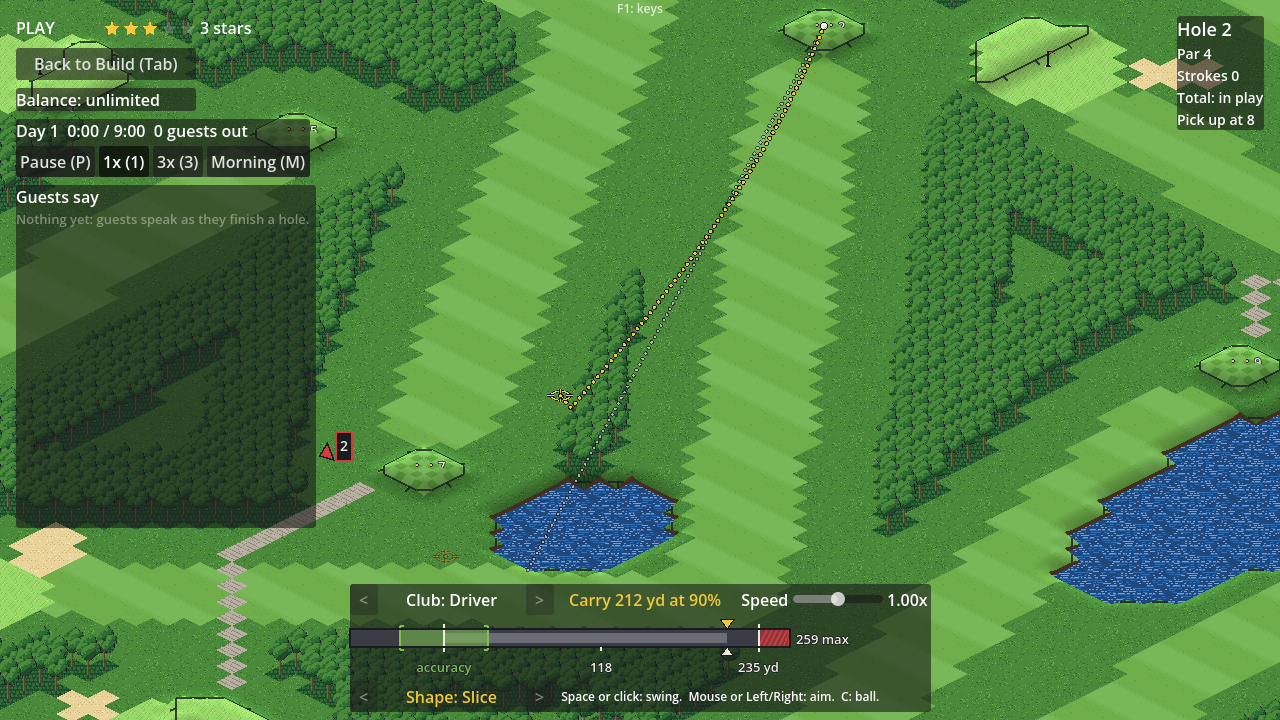 F1: keys
PLAY 3 stars
Back to Build (Tab)
Balance: unlimited
Day 1 0:00 / 9:00 0 guests out
Pause (P) 1x (1) 3x (3) Morning (M)
Guests say
Nothing yet: guests speak as they finish a hole.
Hole 2
Par 4
Strokes 0
Total: in play
Pick up at 8
2
7
< Club: Driver > Carry 212 yd at 90% Speed 1.00x
259 max
accuracy 118 235 yd
< Shape: Slice > Space or click: swing. Mouse or Left/Right: aim. C: ball.